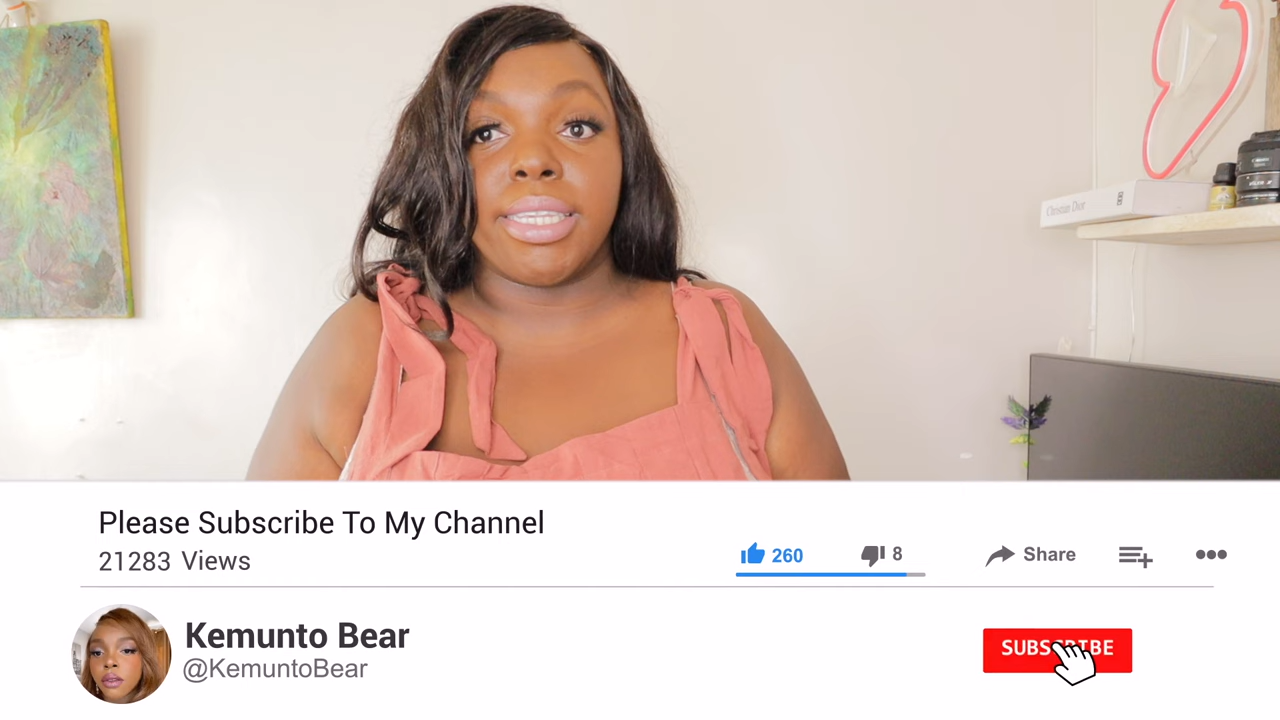 Christian Dior
Please Subscribe To My Channel
21283 Views
260
8
Share
Kemunto Bear
@KemuntoBear
SUBSCRIBE